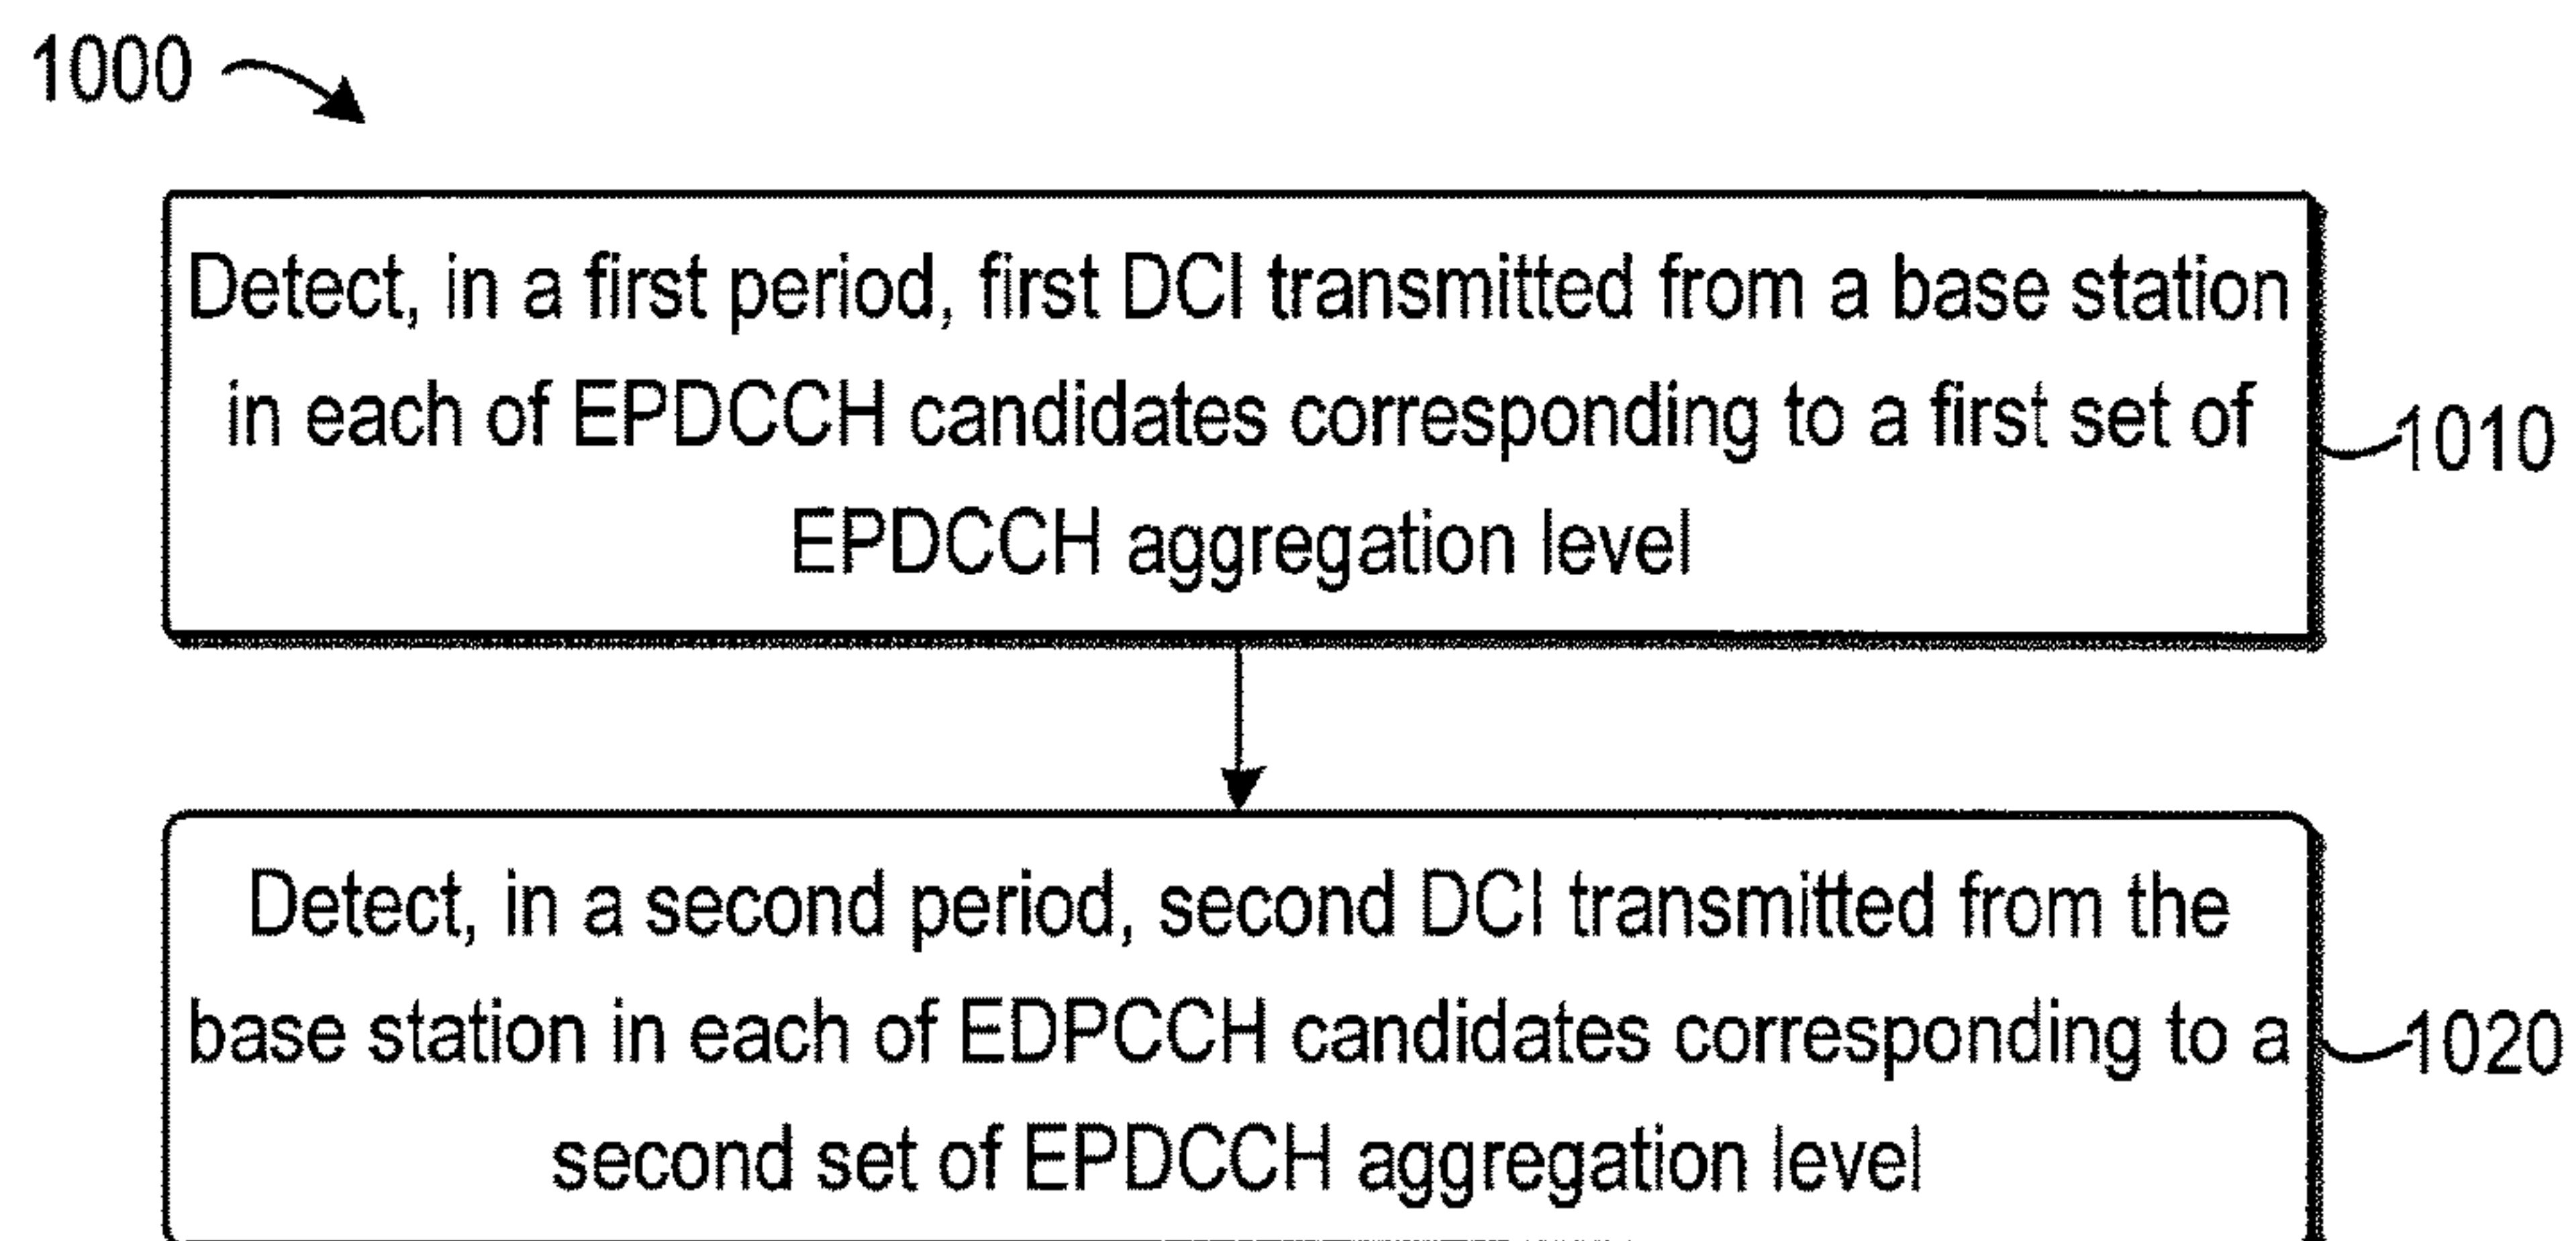 1000
Detect, in a first period, first DCI transmitted from a base station
in each of EPDCCH candidates corresponding to a first set of
EPDCCH aggregation level
1010
Detect, in a second period, second DCI transmitted from the
base station in each of EDPCCH candidates corresponding to a
second set of EPDCCH aggregation level
1020